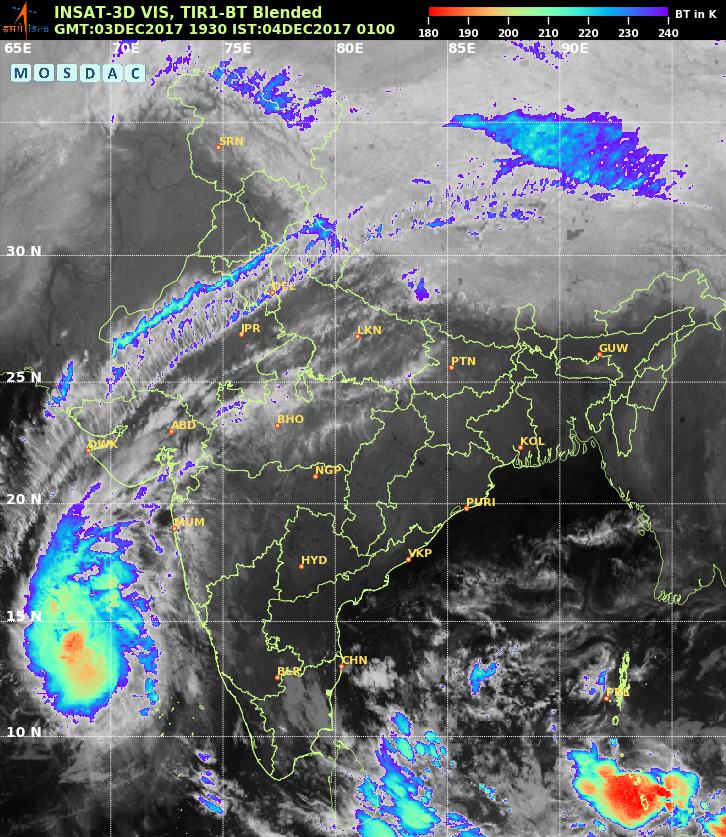 INSAT-3D VIS, TIR1-BT Blended
GMT:03DEC2017 1930 IST:04DEC2017 0100
BT in K
180 190 200 210 220 230 240
65E 70E 75E 80E 85E 90E
M O S D A C
SRN
30 N
DEL
JPR LKN
GUW
PTN
25 N
ABD BHO
DWK KOL
NGP
20 N PURI
MUM
VKP
HYD
15 N
CHN
BLR
PBL
10 N